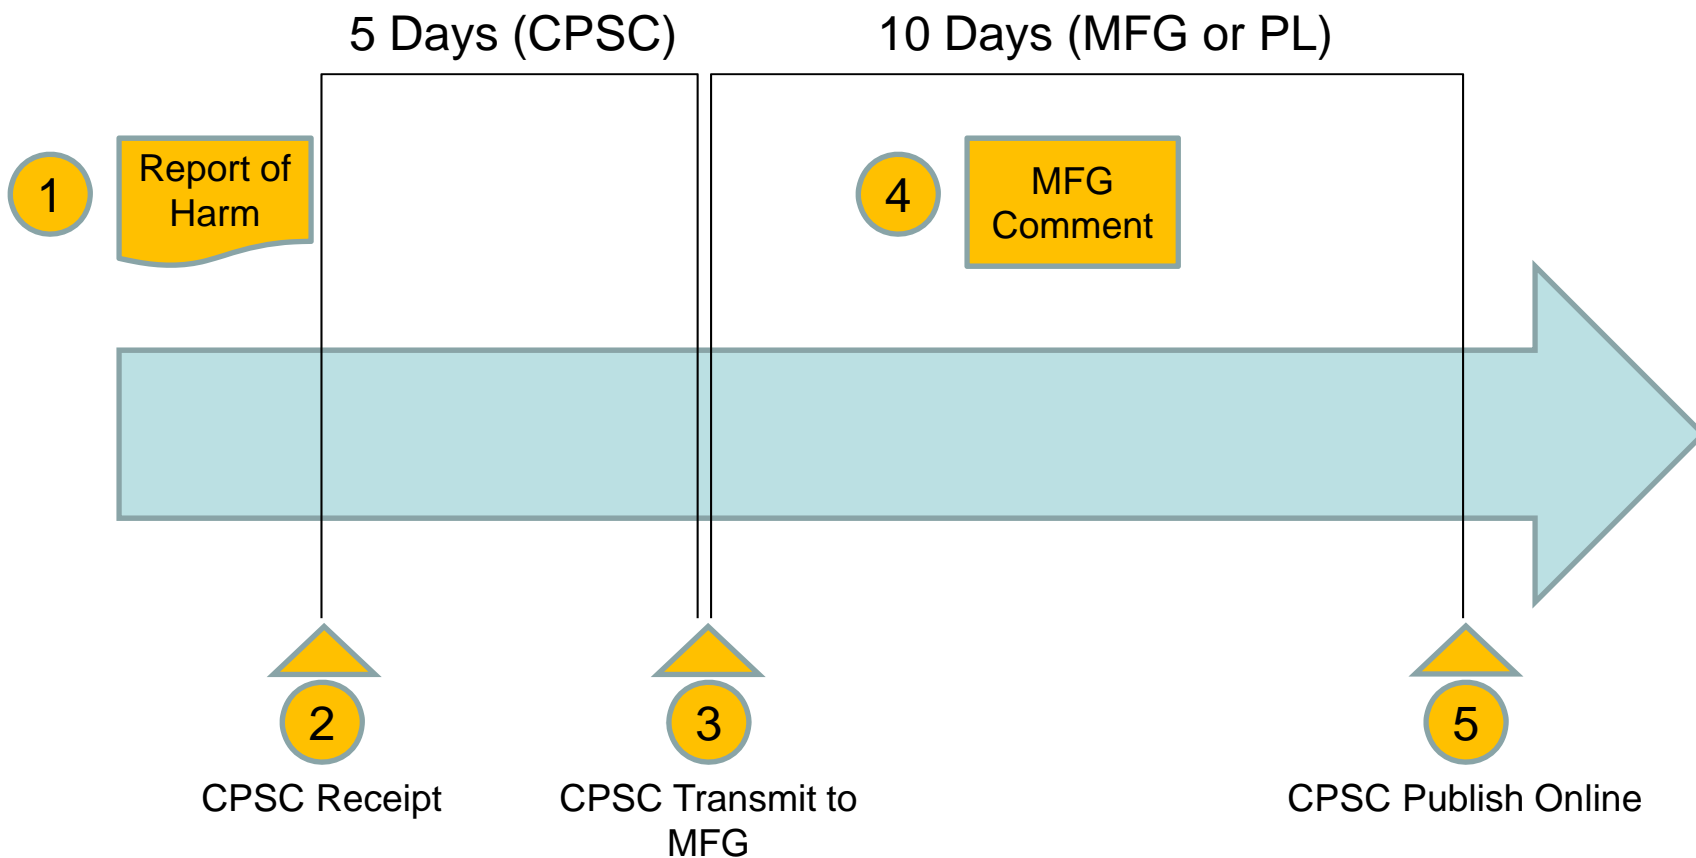 5 Days (CPSC)
10 Days (MFG or PL)
1
Report of
Harm
4
MFG
Comment
2
CPSC Receipt
3
CPSC Transmit to
MFG
5
CPSC Publish Online